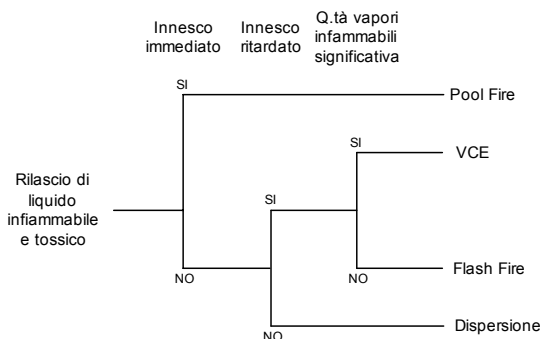 Innesco
immediato
Innesco
ritardato
Q.tà vapori
infammabili
significativa
SI
Pool Fire
SI
VCE
Rilascio di
liquido
infiammabile
e tossico
SI
NO
NO
Flash Fire
NO
Dispersione